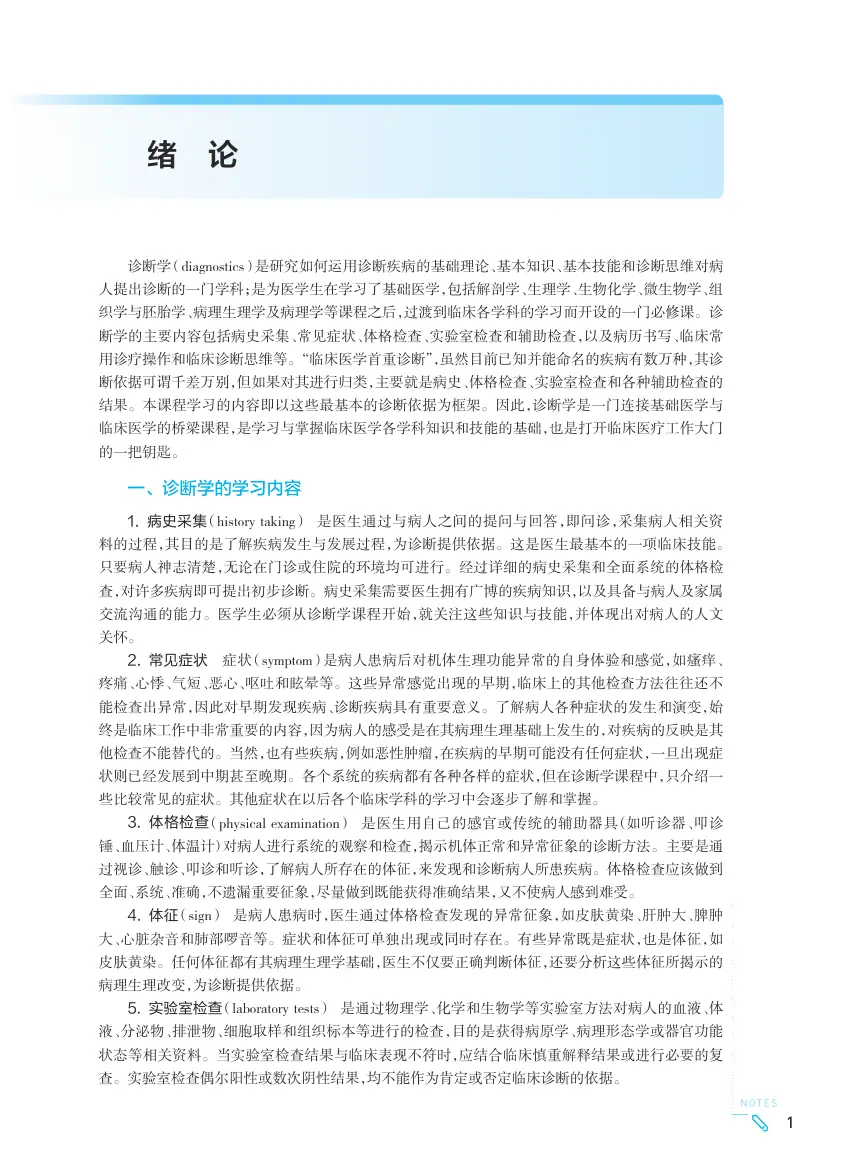 绪 论
诊断学(diagnostics)是研究如何运用诊断疾病的基础理论、基本知识、基本技能和诊断思维对病
人提出诊断的一门学科;是为医学生在学习了基础医学,包括解剖学、生理学、生物化学、微生物学、组
织学与胚胎学、病理生理学及病理学等课程之后,过渡到临床各学科的学习而开设的一门必修课。诊
断学的主要内容包括病史采集、常见症状、体格检查、实验室检查和辅助检查,以及病历书写、临床常
用诊疗操作和临床诊断思维等。“临床医学首重诊断”,虽然目前已知并能命名的疾病有数万种,其诊
断依据可谓千差万别,但如果对其进行归类,主要就是病史、体格检查、实验室检查和各种辅助检查的
结果。本课程学习的内容即以这些最基本的诊断依据为框架。因此,诊断学是一门连接基础医学与
临床医学的桥梁课程,是学习与掌握临床医学各学科知识和技能的基础,也是打开临床医疗工作大门
的一把钥匙。
一、诊断学的学习内容
1. 病史采集(history taking) 是医生通过与病人之间的提问与回答,即问诊,采集病人相关资
料的过程,其目的是了解疾病发生与发展过程,为诊断提供依据。这是医生最基本的一项临床技能。
只要病人神志清楚,无论在门诊或住院的环境均可进行。经过详细的病史采集和全面系统的体格检
查,对许多疾病即可提出初步诊断。病史采集需要医生拥有广博的疾病知识,以及具备与病人及家属
交流沟通的能力。医学生必须从诊断学课程开始,就关注这些知识与技能,并体现出对病人的人文
关怀。
2. 常见症状 症状(symptom)是病人患病后对机体生理功能异常的自身体验和感觉,如瘙痒、
疼痛、心悸、气短、恶心、呕吐和眩晕等。这些异常感觉出现的早期,临床上的其他检查方法往往还不
能检查出异常,因此对早期发现疾病、诊断疾病具有重要意义。了解病人各种症状的发生和演变,始
终是临床工作中非常重要的内容,因为病人的感受是在其病理生理基础上发生的,对疾病的反映是其
他检查不能替代的。当然,也有些疾病,例如恶性肿瘤,在疾病的早期可能没有任何症状,一旦出现症
状则已经发展到中期甚至晚期。各个系统的疾病都有各种各样的症状,但在诊断学课程中,只介绍一
些比较常见的症状。其他症状在以后各个临床学科的学习中会逐步了解和掌握。
3. 体格检查(physical examination) 是医生用自己的感官或传统的辅助器具(如听诊器、叩诊
锤、血压计、体温计)对病人进行系统的观察和检查,揭示机体正常和异常征象的诊断方法。主要是通
过视诊、触诊、叩诊和听诊,了解病人所存在的体征,来发现和诊断病人所患疾病。体格检查应该做到
全面、系统、准确,不遗漏重要征象,尽量做到既能获得准确结果,又不使病人感到难受。
4. 体征(sign) 是病人患病时,医生通过体格检查发现的异常征象,如皮肤黄染、肝肿大、脾肿
大、心脏杂音和肺部啰音等。症状和体征可单独出现或同时存在。有些异常既是症状,也是体征,如
皮肤黄染。任何体征都有其病理生理学基础,医生不仅要正确判断体征,还要分析这些体征所揭示的
病理生理改变,为诊断提供依据。
5. 实验室检查(laboratory tests) 是通过物理学、化学和生物学等实验室方法对病人的血液、体
液、分泌物、排泄物、细胞取样和组织标本等进行的检查,目的是获得病原学、病理形态学或器官功能
状态等相关资料。当实验室检查结果与临床表现不符时,应结合临床慎重解释结果或进行必要的复
查。实验室检查偶尔阳性或数次阴性结果,均不能作为肯定或否定临床诊断的依据。
NOTES
1